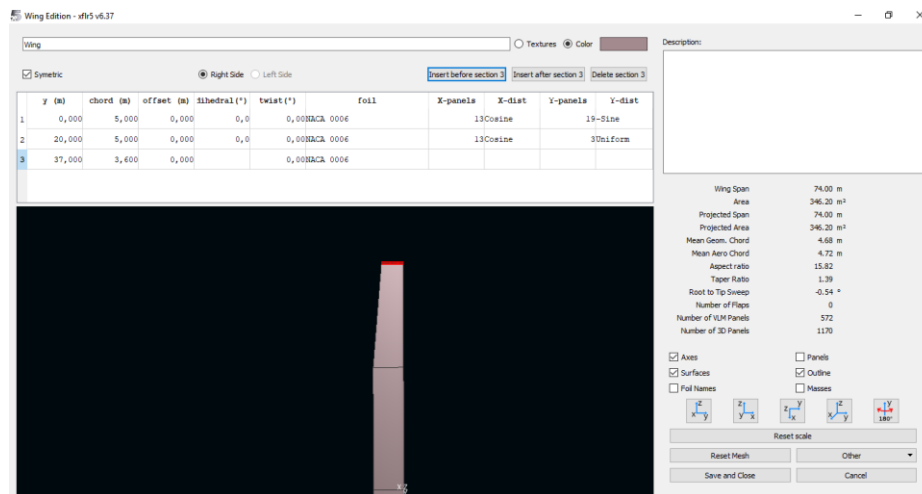 Wing Edition - xflr5 v6.37
Wing
Textures Color
Description:
Symetric Right Side Left Side Insert before section 3 Insert after section 3 Delete section 3
y (m) chord (m) offset (m) dihedral(°) twist(°) foil X-panels X-dist Y-panels Y-dist
1 0,000 5,000 0,000 0,0 0,00 NACA 0006 13 Cosine 19 -Sine
2 20,000 5,000 0,000 0,0 0,00 NACA 0006 13 Cosine 3 Uniform
3 37,000 3,600 0,000 0,00 NACA 0006
Wing Span 74.00 m
Area 346.20 m²
Projected Span 74.00 m
Projected Area 346.20 m²
Mean Geom. Chord 4.68 m
Mean Aero Chord 4.72 m
Aspect ratio 15.82
Taper Ratio 1.39
Root to Tip Sweep -0.54 °
Number of Flaps 0
Number of VLM Panels 572
Number of 3D Panels 1170
Axes Panels
Surfaces Outline
Foil Names Masses
z x y
z y x
z y x
z x y
y 180°
Reset scale
Reset Mesh Other
Save and Close Cancel